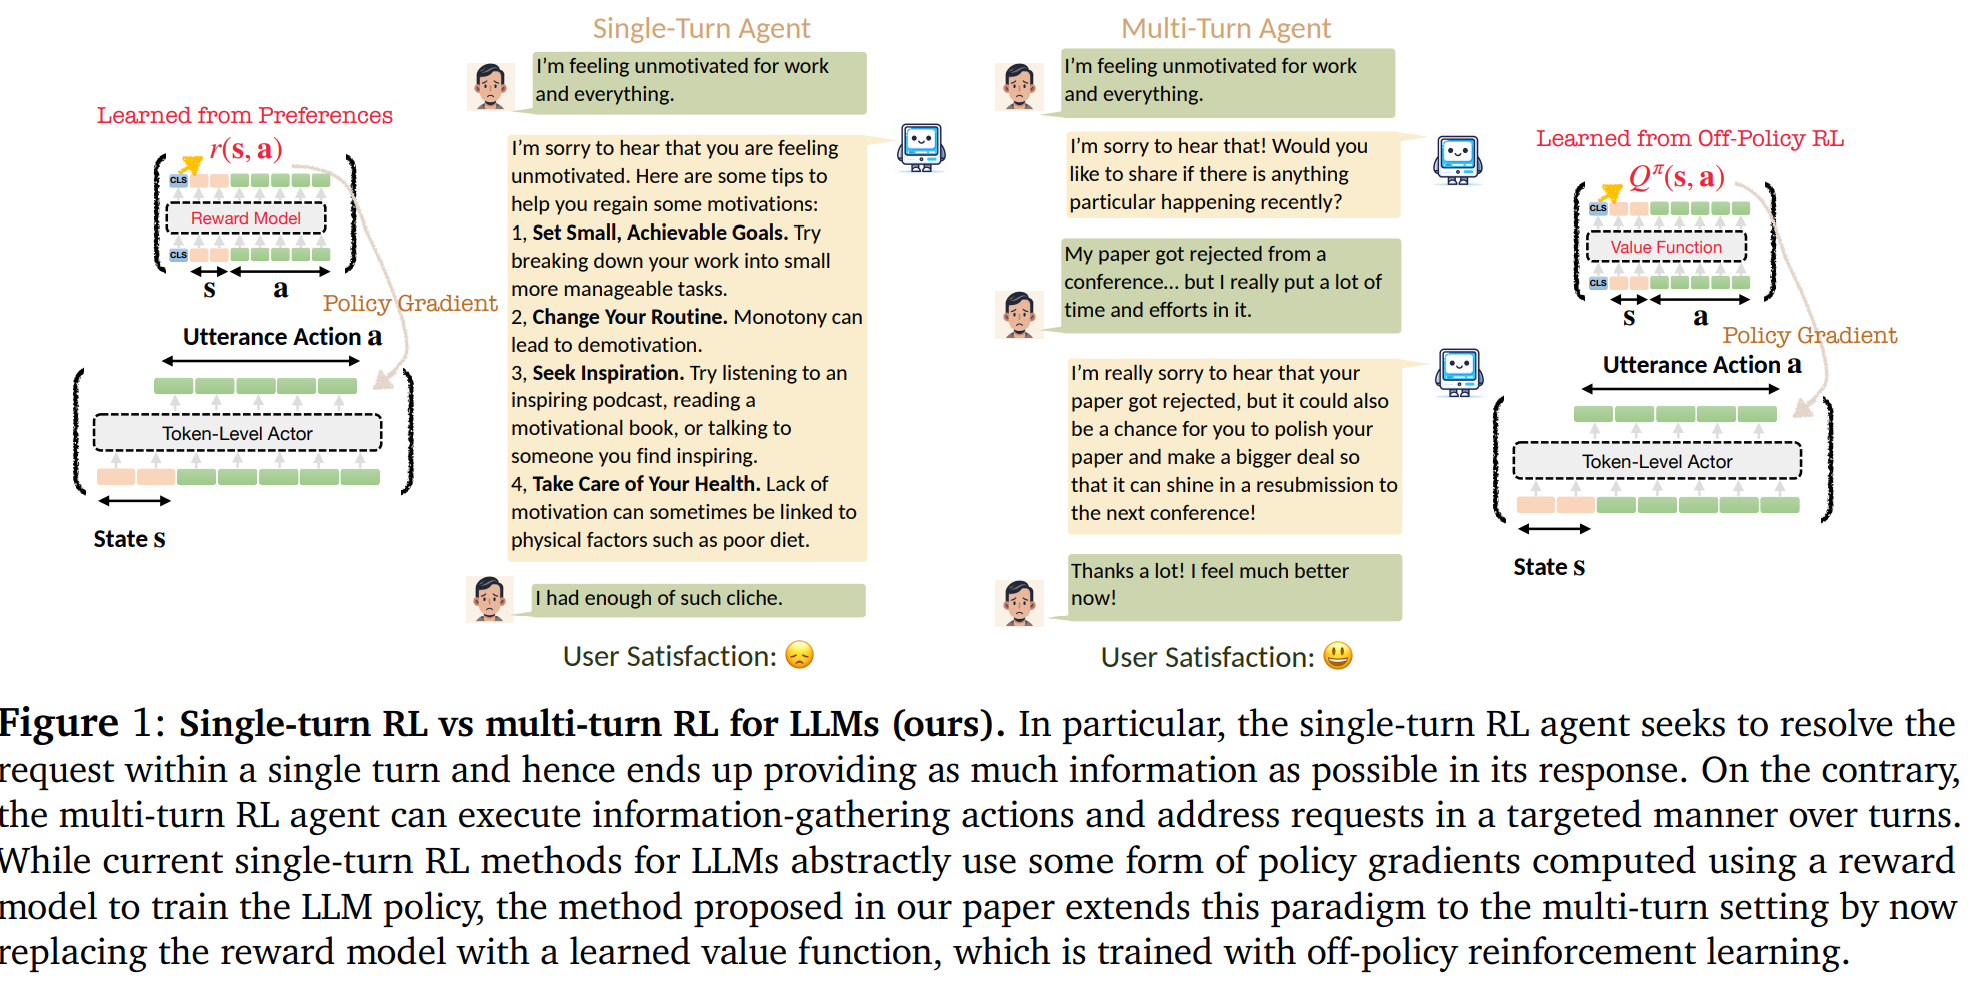 Single-Turn Agent
I'm feeling unmotivated for work
and everything.
I'm sorry to hear that you are feeling
unmotivated. Here are some tips to
help you regain some motivations:
1, Set Small, Achievable Goals. Try
breaking down your work into small
more manageable tasks.
2, Change Your Routine. Monotony can
lead to demotivation.
3, Seek Inspiration. Try listening to an
inspiring podcast, reading a
motivational book, or talking to
someone you find inspiring.
4, Take Care of Your Health. Lack of
motivation can sometimes be linked to
physical factors such as poor diet.
I had enough of such cliche.
User Satisfaction: 😞
Multi-Turn Agent
I'm feeling unmotivated for work
and everything.
I'm sorry to hear that! Would you
like to share if there is anything
particular happening recently?
My paper got rejected from a
conference... but I really put a lot of
time and efforts in it.
I'm really sorry to hear that your
paper got rejected, but it could also
be a chance for you to polish your
paper and make a bigger deal so
that it can shine in a resubmission to
the next conference!
Thanks a lot! I feel much better
now!
User Satisfaction: 😃
Learned from Preferences
r(s, a)
CLS
Reward Model
CLS
s a
Policy Gradient
Utterance Action a
Token-Level Actor
State s
Learned from Off-Policy RL
Qπ(s, a)
CLS
Value Function
CLS
s a
Policy Gradient
Utterance Action a
Token-Level Actor
State s
Figure 1: Single-turn RL vs multi-turn RL for LLMs (ours). In particular, the single-turn RL agent seeks to resolve the
request within a single turn and hence ends up providing as much information as possible in its response. On the contrary,
the multi-turn RL agent can execute information-gathering actions and address requests in a targeted manner over turns.
While current single-turn RL methods for LLMs abstractly use some form of policy gradients computed using a reward
model to train the LLM policy, the method proposed in our paper extends this paradigm to the multi-turn setting by now
replacing the reward model with a learned value function, which is trained with off-policy reinforcement learning.